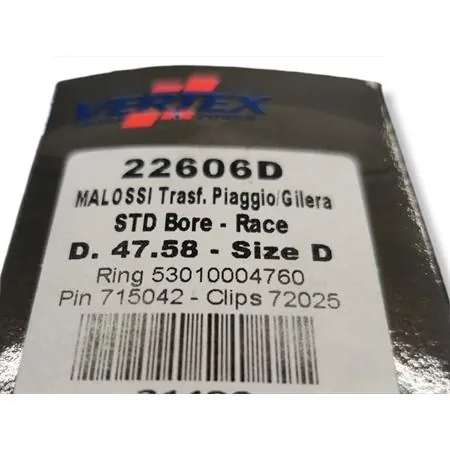 VERTEX
22606D
MALOSSI Trasf. Piaggio/Gilera
STD Bore - Race
D. 47.58 - Size D
Ring 53010004760
Pin 715042 - Clips 72025